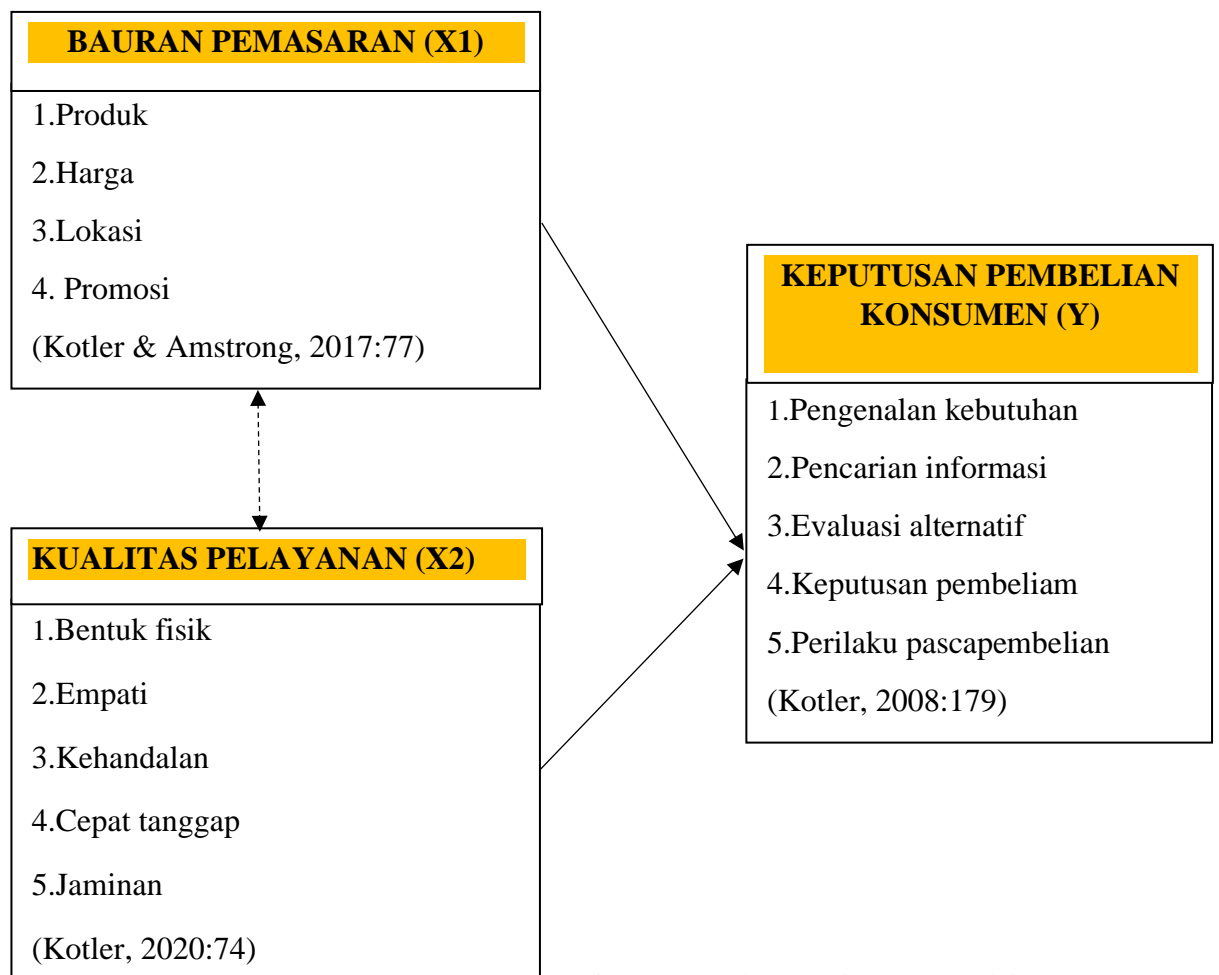 BAURAN PEMASARAN (X1)
1.Produk
2.Harga
3.Lokasi
4. Promosi
(Kotler & Amstrong, 2017:77)
KUALITAS PELAYANAN (X2)
1.Bentuk fisik
2.Empati
3.Kehandalan
4.Cepat tanggap
5.Jaminan
(Kotler, 2020:74)
KEPUTUSAN PEMBELIAN
KONSUMEN (Y)
1.Pengenalan kebutuhan
2.Pencarian informasi
3.Evaluasi alternatif
4.Keputusan pembeliam
5.Perilaku pascapembelian
(Kotler, 2008:179)